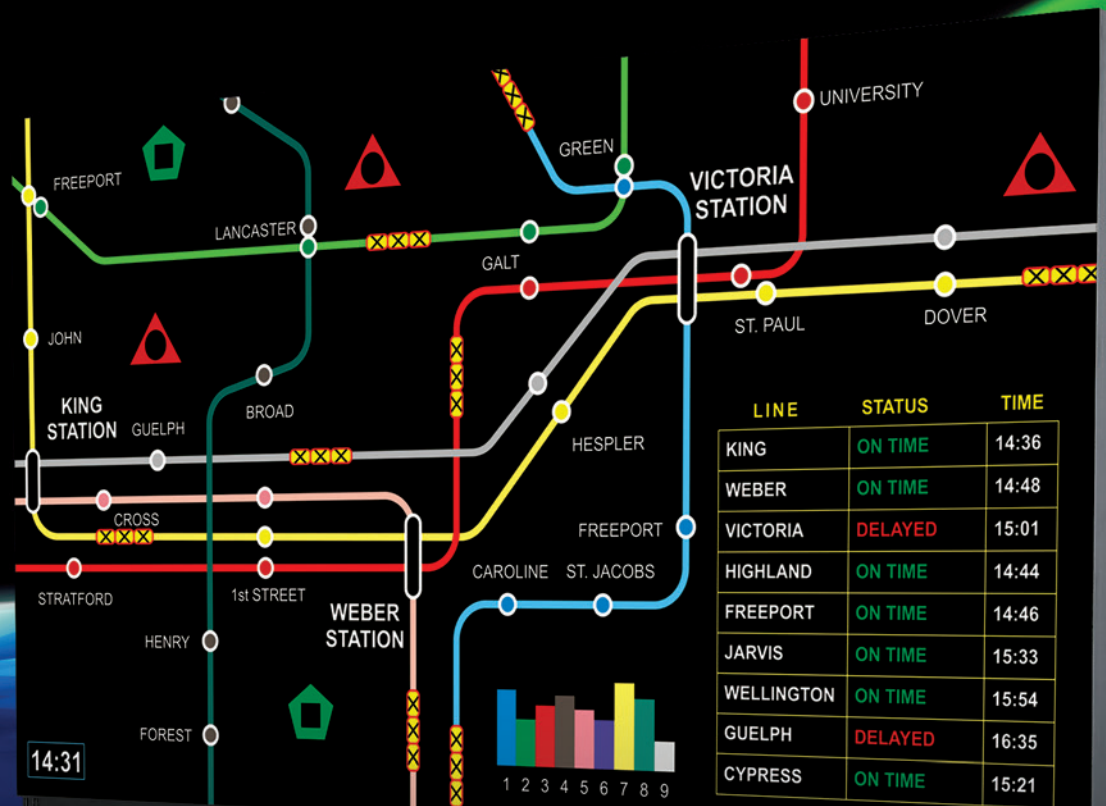 UNIVERSITY
GREEN
VICTORIA
STATION
FREEPORT
LANCASTER
GALT
JOHN
ST. PAUL
DOVER
KING
STATION
GUELPH
BROAD
HESPLER
CROSS
FREEPORT
STRATFORD
1st STREET
CAROLINE
ST. JACOBS
WEBER
STATION
HENRY
FOREST
14:31
1 2 3 4 5 6 7 8 9
LINE STATUS TIME
KING ON TIME 14:36
WEBER ON TIME 14:48
VICTORIA DELAYED 15:01
HIGHLAND ON TIME 14:44
FREEPORT ON TIME 14:46
JARVIS ON TIME 15:33
WELLINGTON ON TIME 15:54
GUELPH DELAYED 16:35
CYPRESS ON TIME 15:21